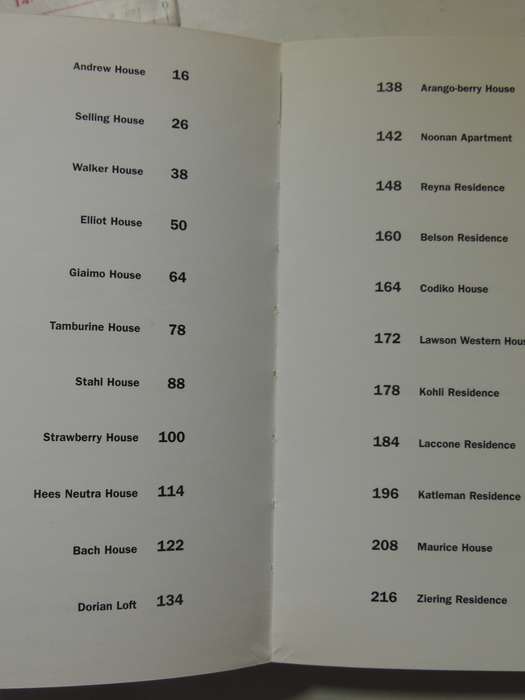 Andrew House 16
Selling House 26
Walker House 38
Elliot House 50
Giaimo House 64
Tamburine House 78
Stahl House 88
Strawberry House 100
Hees Neutra House 114
Bach House 122
Dorian Loft 134
138 Arango-berry House
142 Noonan Apartment
148 Reyna Residence
160 Belson Residence
164 Codiko House
172 Lawson Western
178 Kohli Residence
184 Laccone Residence
196 Katleman Residence
208 Maurice House
216 Ziering Residence